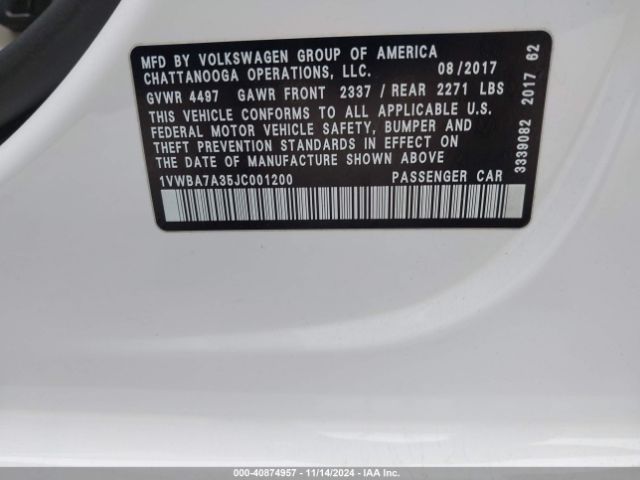 MFD BY VOLKSWAGEN GROUP OF AMERICA
CHATTANOOGA OPERATIONS, LLC. 08/2017
GVWR 4497 GAWR FRONT 2337 / REAR 2271 LBS
THIS VEHICLE CONFORMS TO ALL APPLICABLE U.S.
FEDERAL MOTOR VEHICLE SAFETY, BUMPER AND
THEFT PREVENTION STANDARDS IN EFFECT ON
THE DATE OF MANUFACTURE SHOWN ABOVE
1VWBA7A35JC001200 PASSENGER CAR
3339082 2017 62
000-40874957 - 11/14/2024 - IAA Inc.